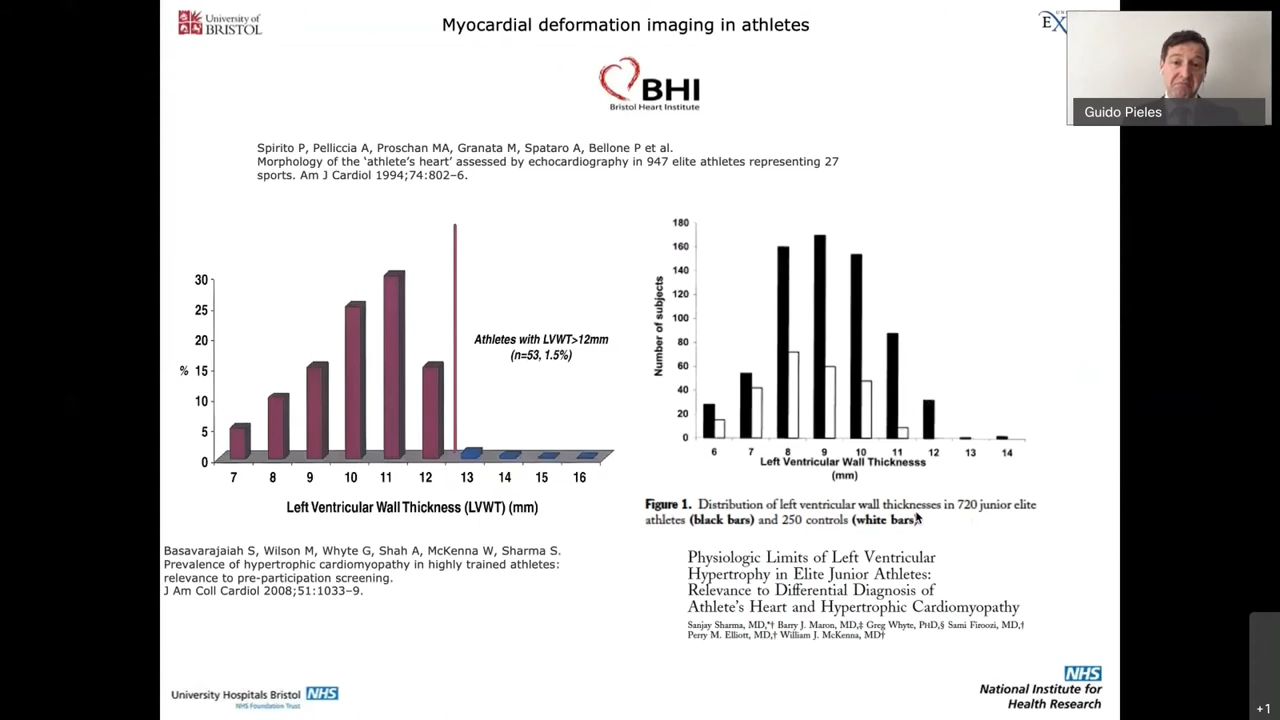 University of
BRISTOL
Myocardial deformation imaging in athletes
EX
Guido Pieles
BHI
Bristol Heart Institute
Spirito P, Pelliccia A, Proschan MA, Granata M, Spataro A, Bellone P et al.
Morphology of the ‘athlete’s heart’ assessed by echocardiography in 947 elite athletes representing 27
sports. Am J Cardiol 1994;74:802–6.
30
25
20
% 15
10
5
0
7 8 9 10 11 12 13 14 15 16
Athletes with LVWT>12mm
(n=53, 1.5%)
Left Ventricular Wall Thickness (LVWT) (mm)
180
160
140
120
100
80
60
40
20
0
Number of subjects
6 7 8 9 10 11 12 13 14
Left Ventricular Wall Thicknesss
(mm)
Figure 1. Distribution of left ventricular wall thicknesses in 720 junior elite
athletes (black bars) and 250 controls (white bars).
Basavarajaiah S, Wilson M, Whyte G, Shah A, McKenna W, Sharma S.
Prevalence of hypertrophic cardiomyopathy in highly trained athletes:
relevance to pre-participation screening.
J Am Coll Cardiol 2008;51:1033–9.
Physiologic Limits of Left Ventricular
Hypertrophy in Elite Junior Athletes:
Relevance to Differential Diagnosis of
Athlete’s Heart and Hypertrophic Cardiomyopathy
Sanjay Sharma, MD,*† Barry J. Maron, MD,‡ Greg Whyte, PHD,§ Sami Firoozi, MD,†
Perry M. Elliott, MD,† William J. McKenna, MD†
University Hospitals Bristol NHS
NHS Foundation Trust
NHS
National Institute for
Health Research
+1